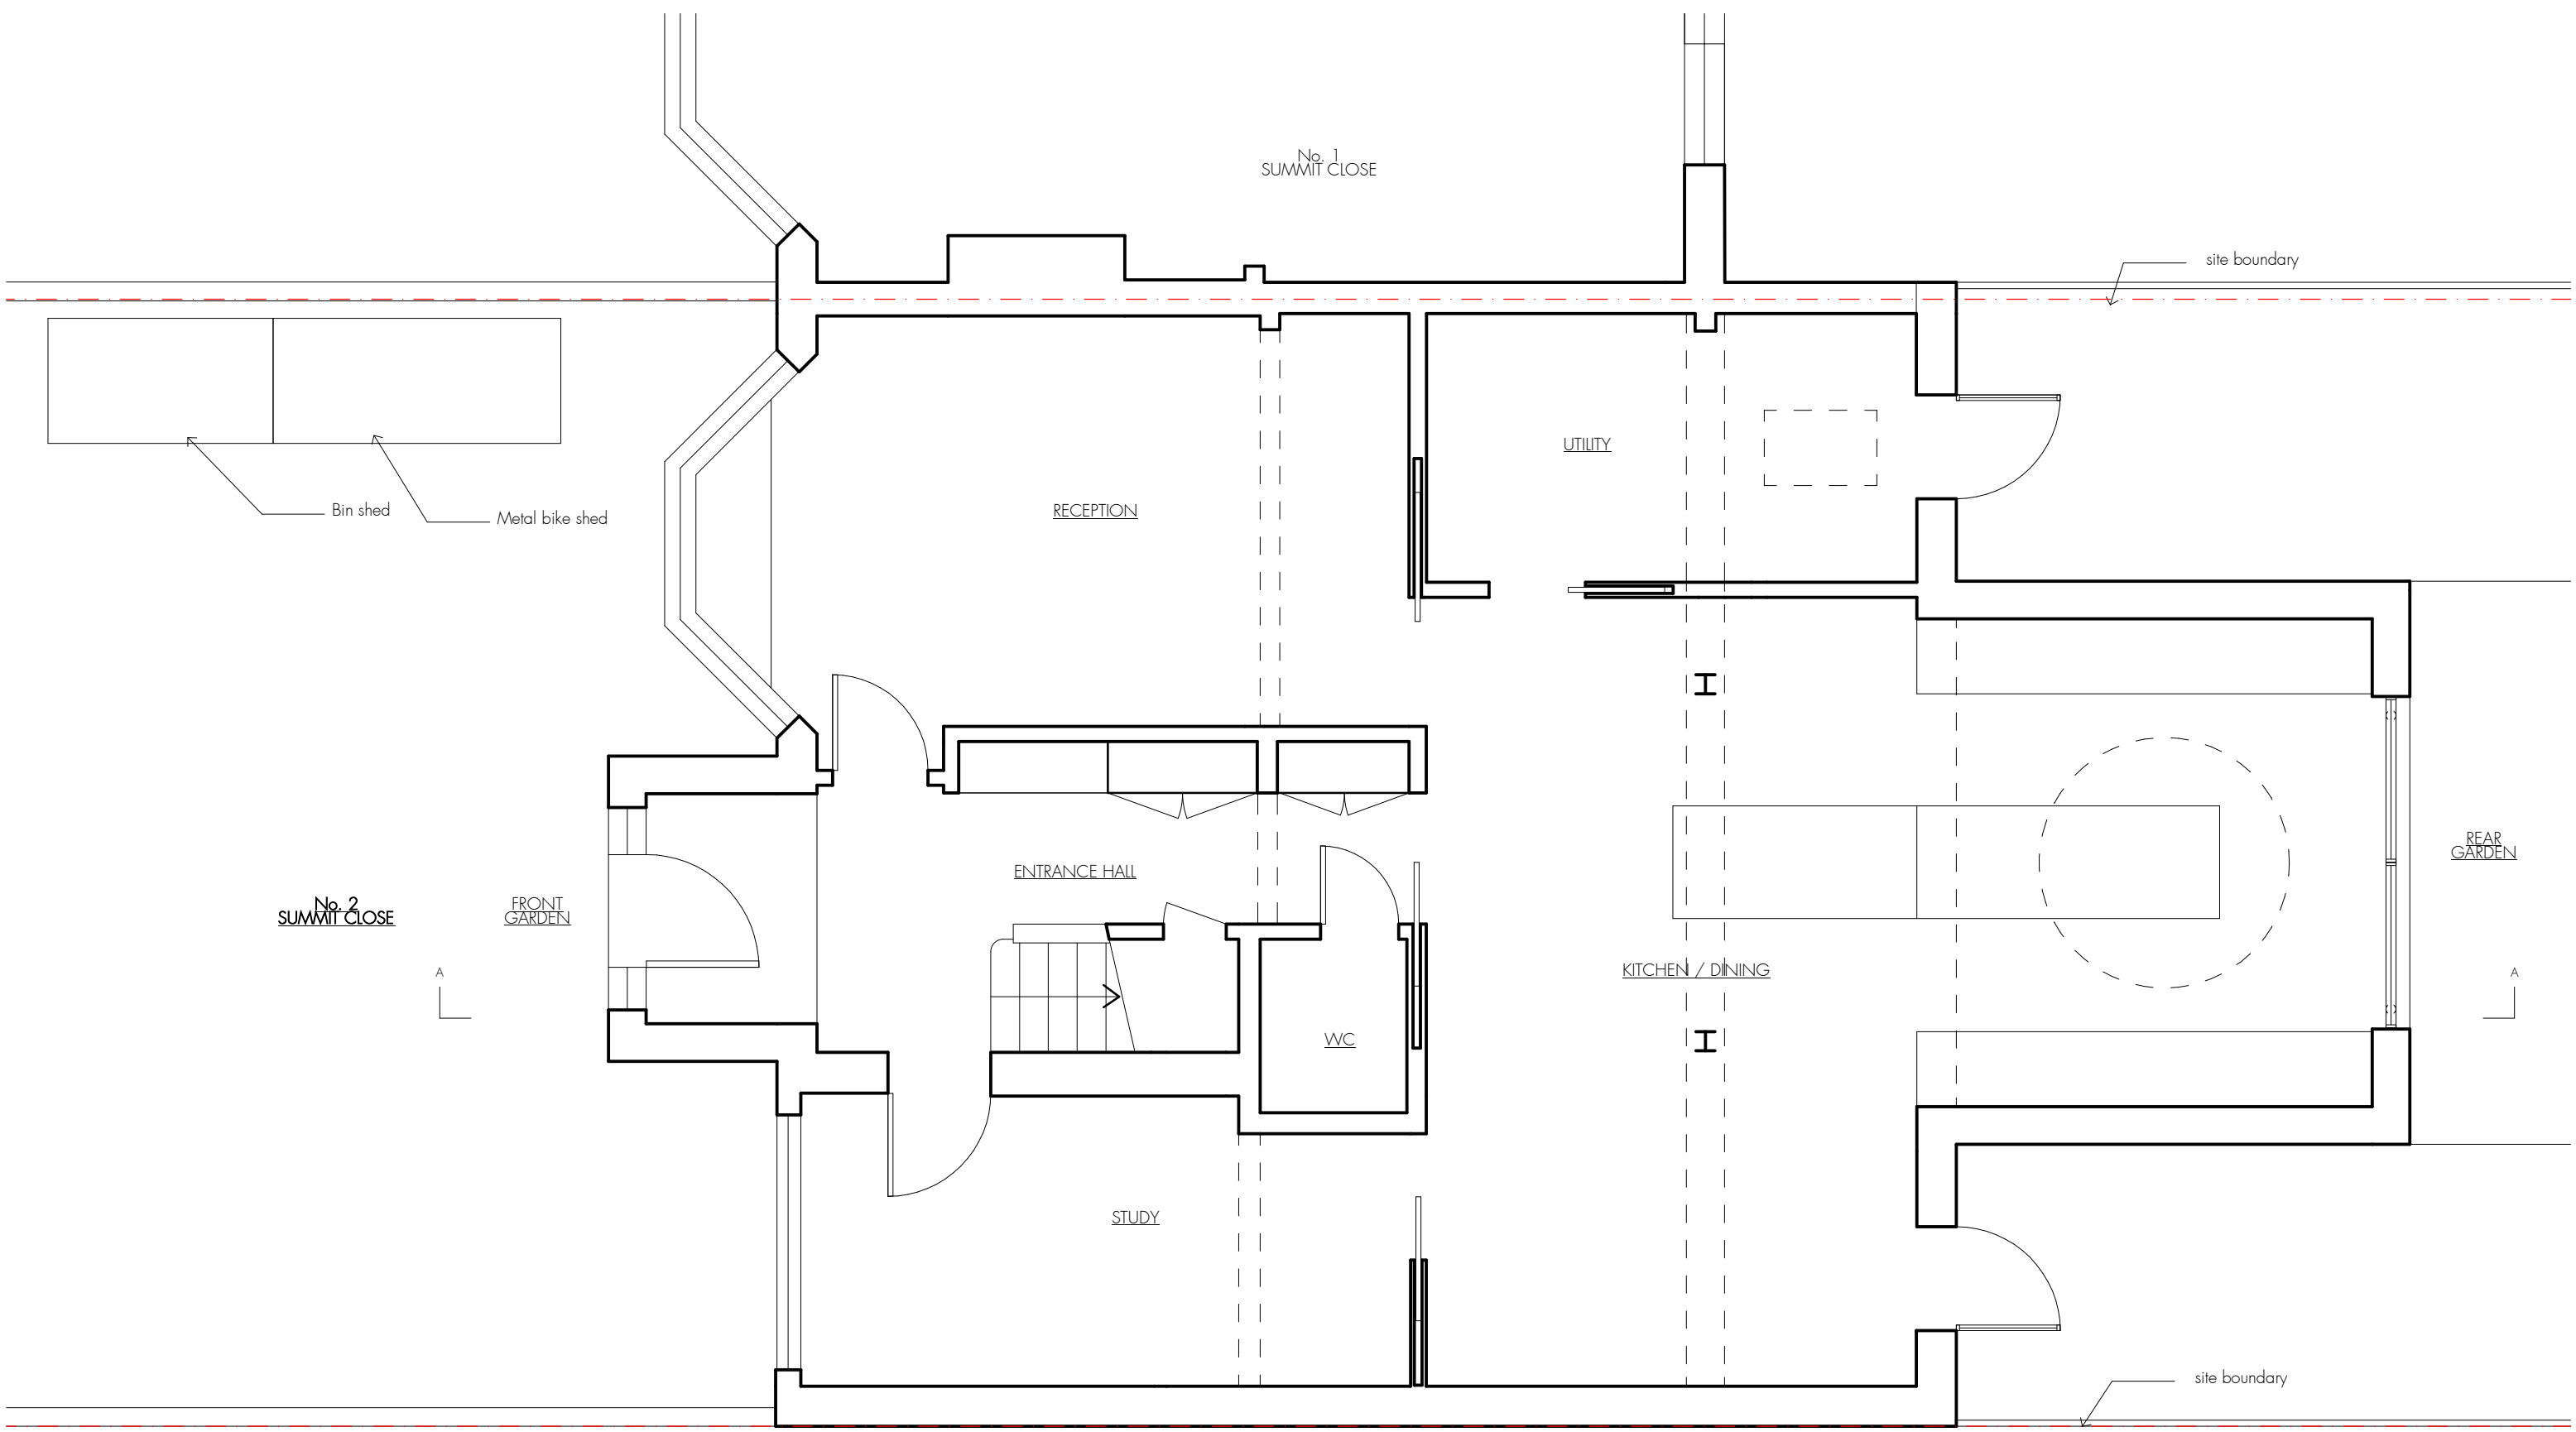 No. 1
SUMMIT CLOSE
site boundary
UTILITY
RECEPTION
Bin shed
Metal bike shed
REAR
GARDEN
ENTRANCE HALL
No. 2
SUMMIT CLOSE
FRONT
GARDEN
KITCHEN / DINING
A
A
WC
STUDY
site boundary